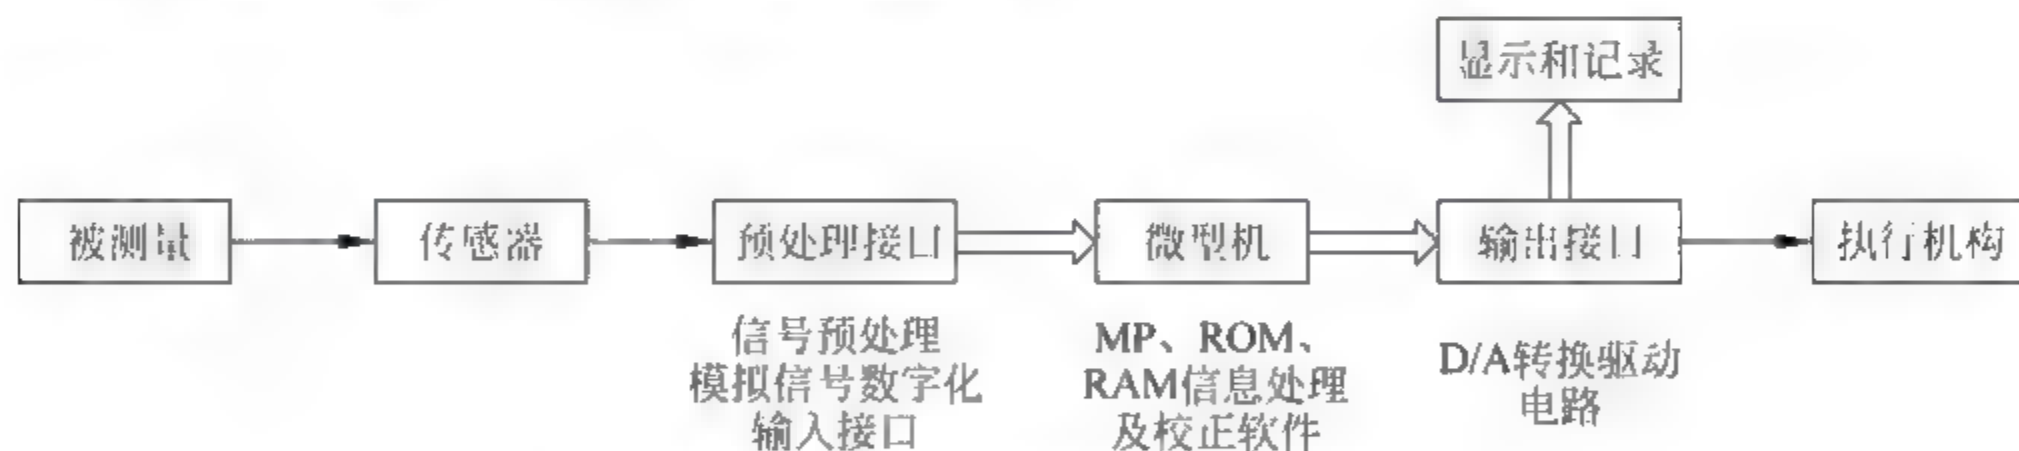 显示和记录
被测量
传感器
预处理接口
微型机
输出接口
执行机构
信号预处理
模拟信号数字化
输入接口
MP、ROM、
RAM信息处理
及校正软件
D/A转换驱动
电路